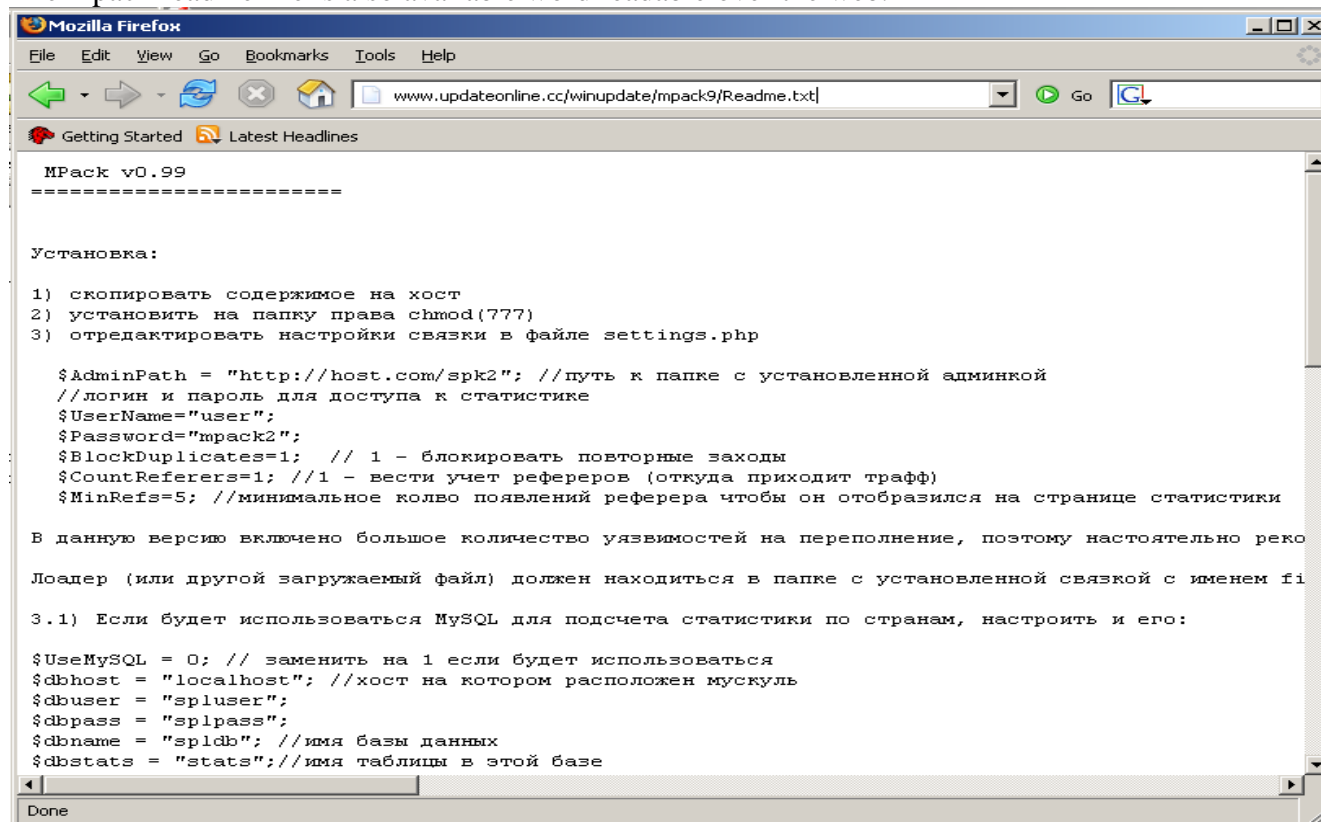 Mozilla Firefox
File Edit View Go Bookmarks Tools Help
www.updateonline.cc/winupdate/mpack9/Readme.txt Go G
Getting Started Latest Headlines
MPack v0.99
========================
Установка:
1) скопировать содержимое на хост
2) установить на папку права chmod(777)
3) отредактировать настройки связки в файле settings.php
$AdminPath = "http://host.com/spk2"; //путь к папке с установленной админкой
//логин и пароль для доступа к статистике
$UserName="user";
$Password="mpack2";
$BlockDuplicates=1; // 1 - блокировать повторные заходы
$CountReferers=1; //1 - вести учет рефереров (откуда приходит трафф)
$MinRefs=5; //минимальное колво появлений реферера чтобы он отобразился на странице статистики
В данную версию включено большое количество уязвимостей на переполнение, поэтому настоятельно реко
Лоадер (или другой загружаемый файл) должен находиться в папке с установленной связкой с именем fi
3.1) Если будет использоваться MySQL для подсчета статистики по странам, настроить и его:
$UseMySQL = 0; // заменить на 1 если будет использоваться
$dbhost = "localhost"; //хост на котором расположен мускуль
$dbuser = "spluser";
$dbpass = "splpass";
$dbname = "spldb"; //имя базы данных
$dbstats = "stats";//имя таблицы в этой базе
Done